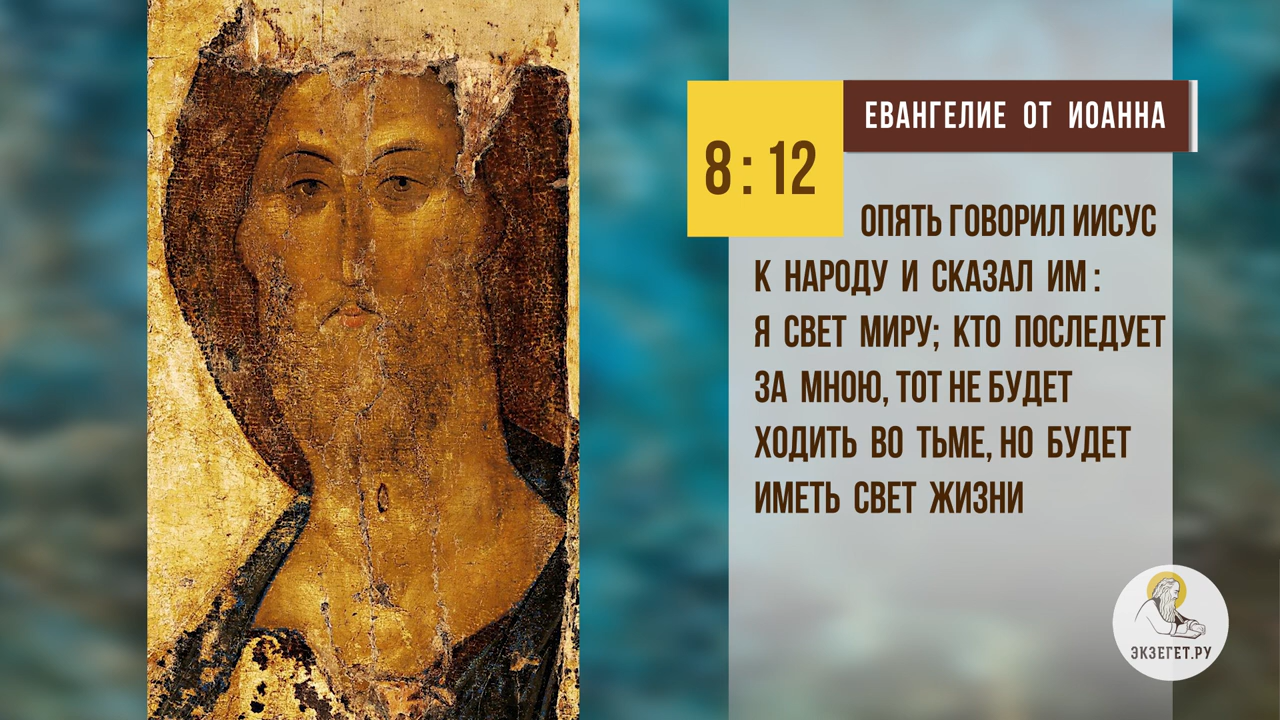 ЕВАНГЕЛИЕ ОТ ИОАННА
8:12
ОПЯТЬ ГОВОРИЛ ИИСУС
К НАРОДУ И СКАЗАЛ ИМ:
Я СВЕТ МИРУ; КТО ПОСЛЕДУЕТ
ЗА МНОЮ, ТОТ НЕ БУДЕТ
ХОДИТЬ ВО ТЬМЕ, НО БУДЕТ
ИМЕТЬ СВЕТ ЖИЗНИ
ЭКЗЕГЕТ.РУ